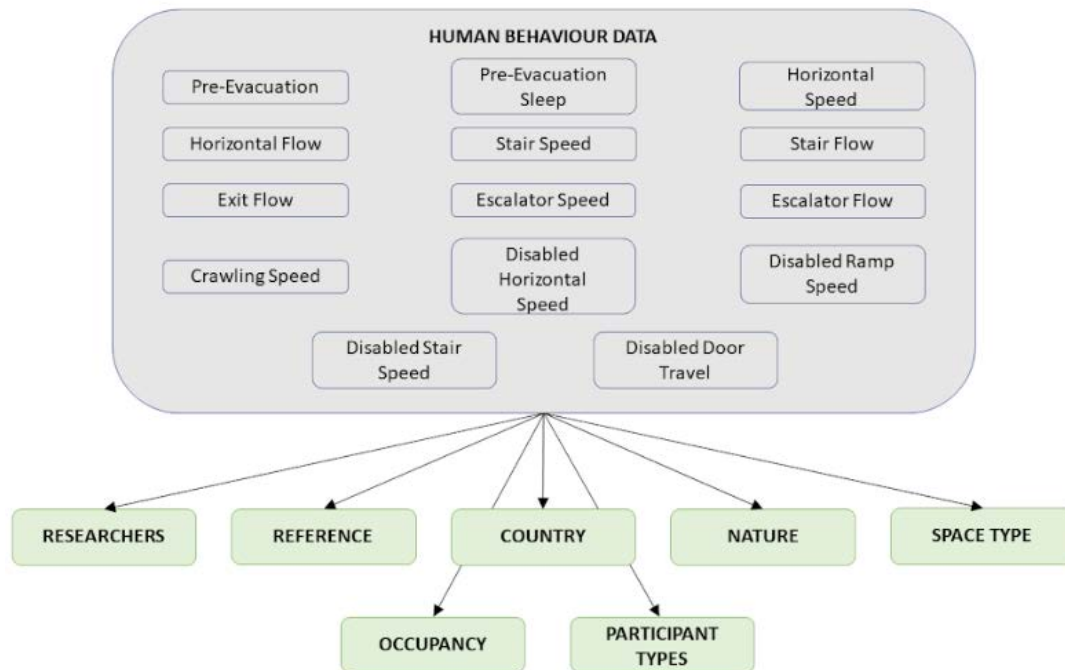 HUMAN BEHAVIOUR DATA
Pre-Evacuation
Pre-Evacuation
Sleep
Horizontal
Speed
Horizontal Flow
Stair Speed
Stair Flow
Exit Flow
Escalator Speed
Escalator Flow
Crawling Speed
Disabled
Horizontal
Speed
Disabled Ramp
Speed
Disabled Stair
Speed
Disabled Door
Travel
RESEARCHERS
REFERENCE
COUNTRY
NATURE
SPACE TYPE
OCCUPANCY
PARTICIPANT
TYPES